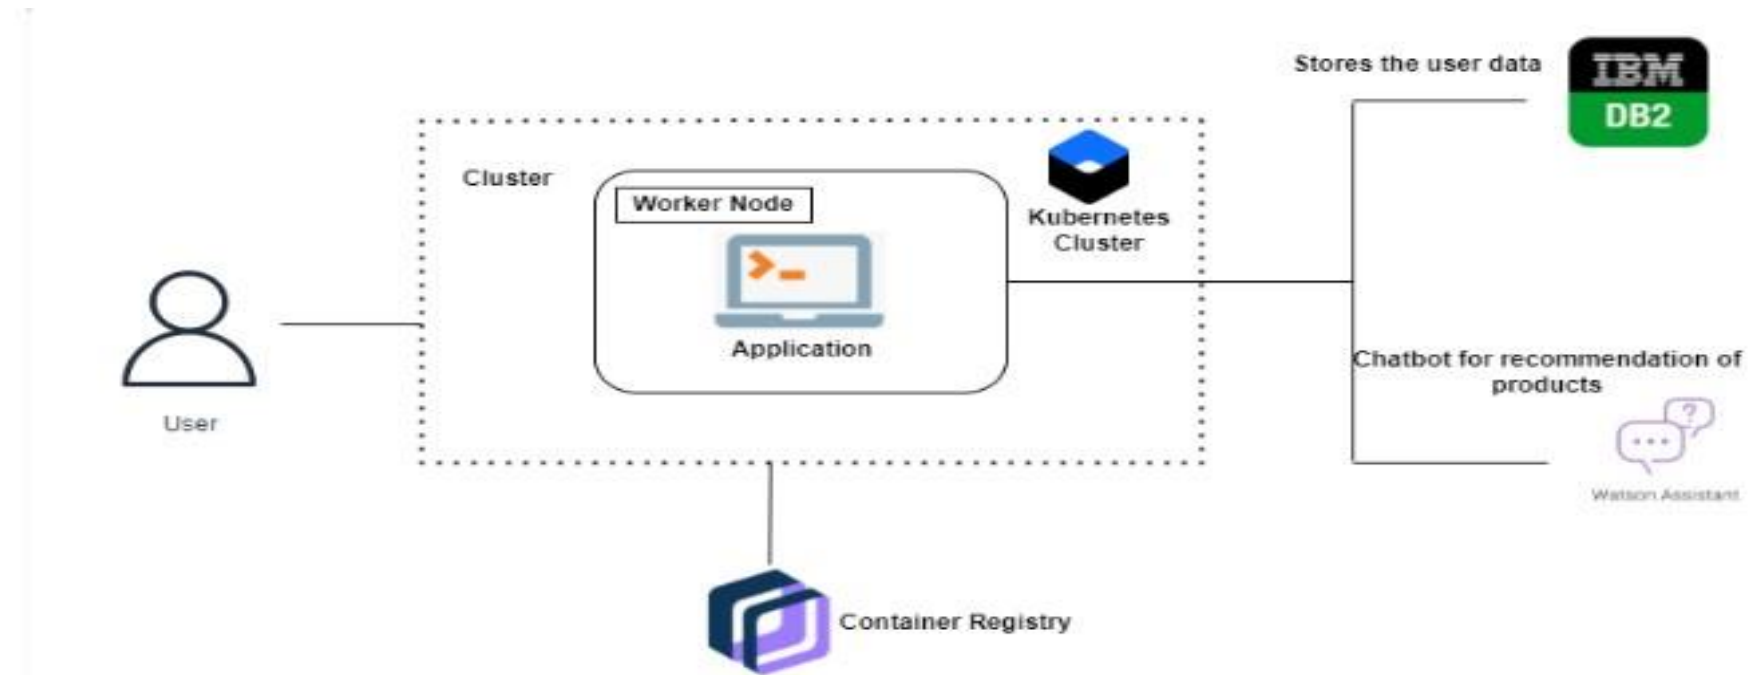 Stores the user data
IBM
DB2
Cluster
Worker Node
Kubernetes
Cluster
Application
User
Chatbot for recommendation of
products
Watson Assistant
Container Registry